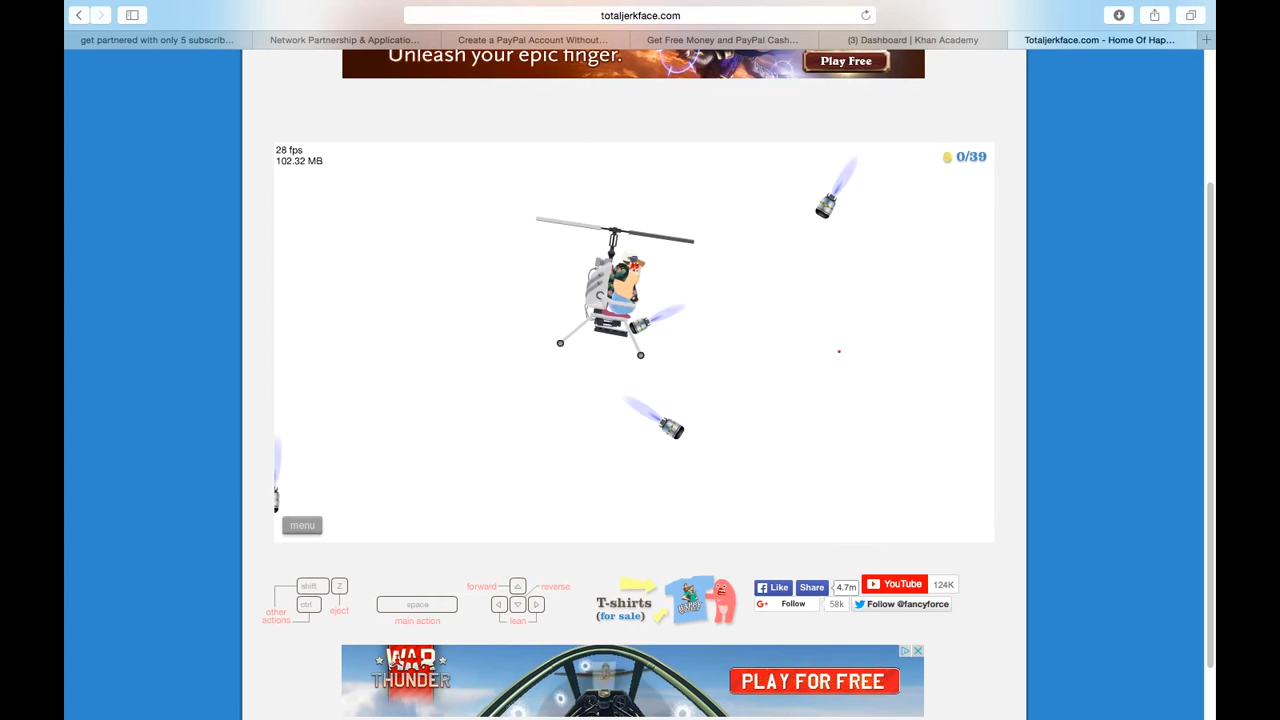 totaljerkface.com
get partnered with only 5 subscrib...
Network Partnership & Applicatio...
Create a PayPal Account Without...
Get Free Money and PayPal Cash...
(3) Dashboard | Khan Academy
Totaljerkface.com - Home Of Hap...
Unleash your epic finger.
Play Free
28 fps
102.32 MB
0/39
menu
shift
Z
ctrl
other
actions
eject
space
main action
forward
reverse
lean
T-shirts
(for sale)
Like
Share
4.7m
YouTube
124K
Follow
58k
Follow @fancyforce
WAR
THUNDER
PLAY FOR FREE